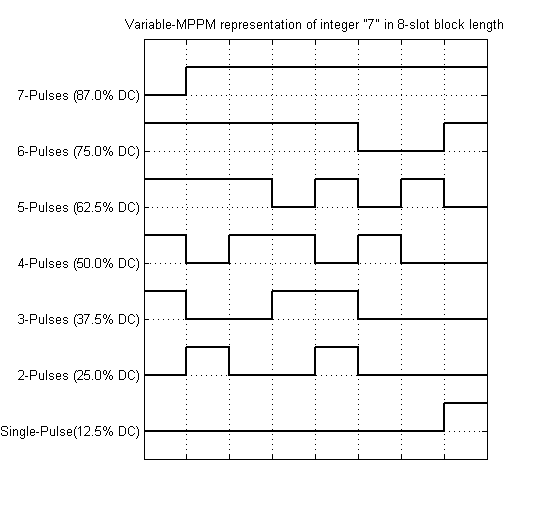 Variable-MPPM representation of integer "7" in 8-slot block length
7-Pulses (87.0% DC)
6-Pulses (75.0% DC)
5-Pulses (62.5% DC)
4-Pulses (50.0% DC)
3-Pulses (37.5% DC)
2-Pulses (25.0% DC)
Single-Pulse(12.5% DC)